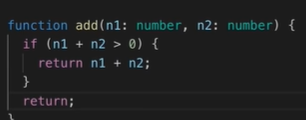 function add(n1: number, n2: number) {
  if (n1 + n2 > 0) {
    return n1 + n2;
  }
  return;
}